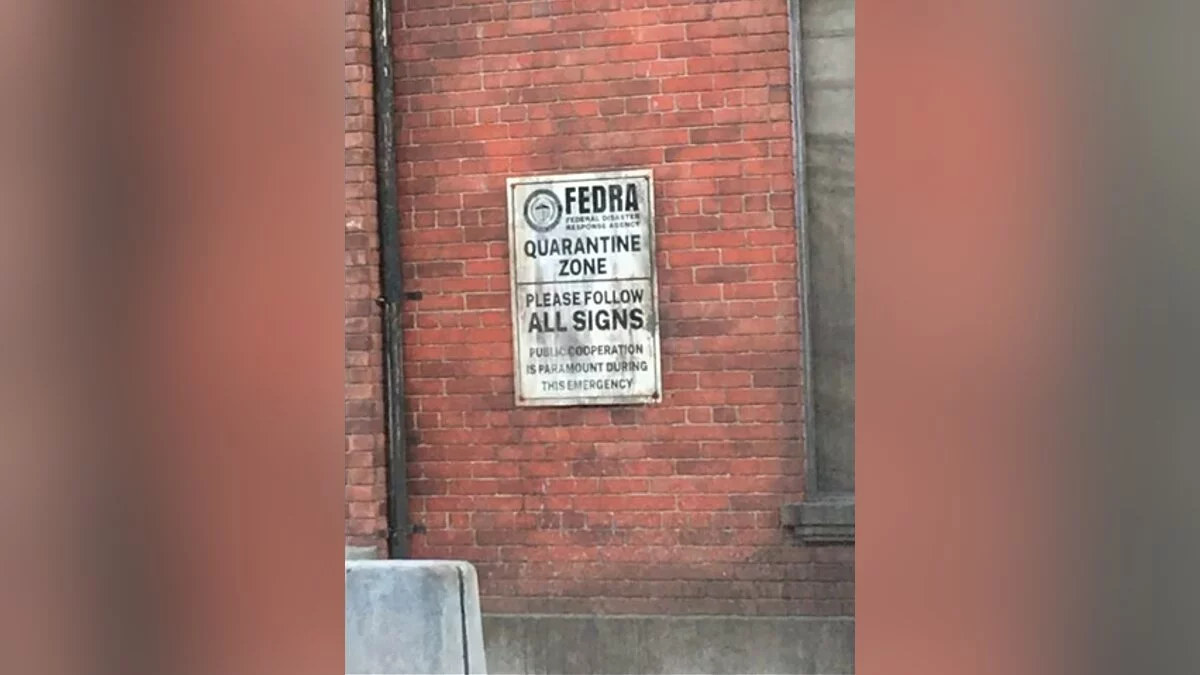 FEDRA
FEDERAL DISASTER
RESPONSE AGENCY
QUARANTINE
ZONE
PLEASE FOLLOW
ALL SIGNS
PUBLIC COOPERATION
IS PARAMOUNT DURING
THIS EMERGENCY